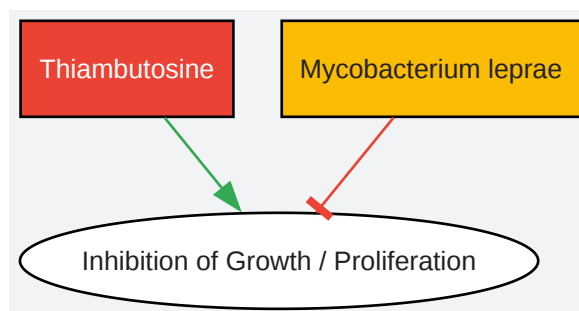 Thiambutosine
Mycobacterium leprae
Inhibition of Growth / Proliferation